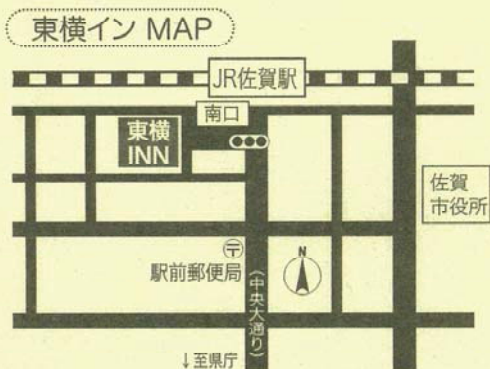 東横イン MAP
JR佐賀駅
南口
東横
INN
佐賀
市役所
〒
駅前郵便局
N
（中央大通り）
↓至県庁